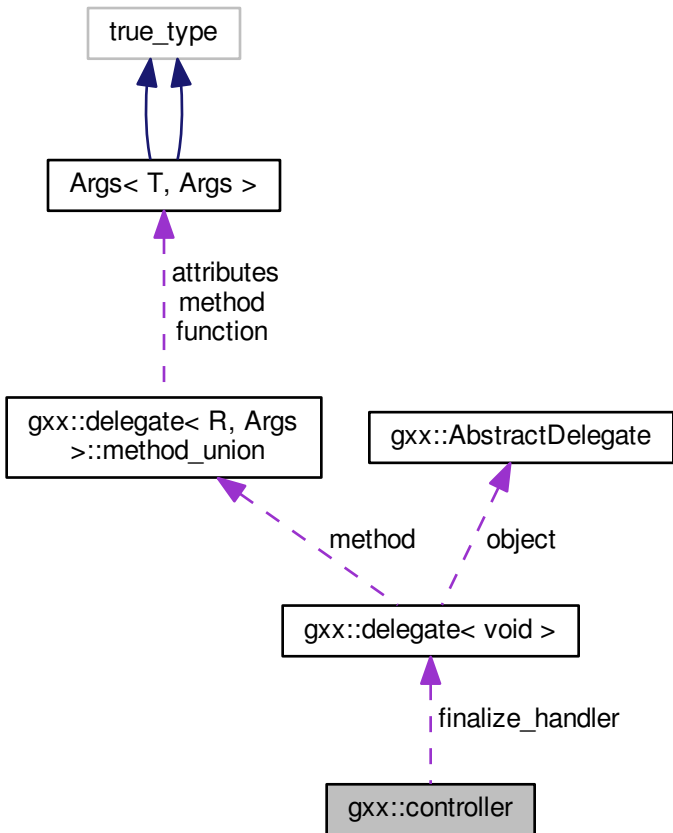 true_type
Args< T, Args >
attributes
method
function
gxx::delegate< R, Args
>::method_union
gxx::AbstractDelegate
method
object
gxx::delegate< void >
finalize_handler
gxx::controller